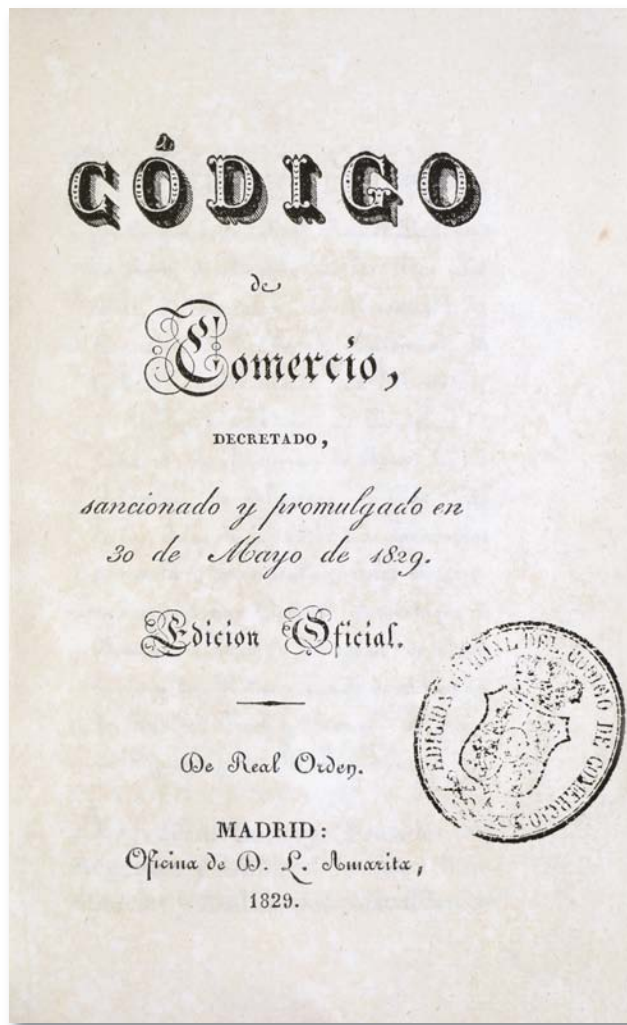 CÓDIGO
de
Comercio,
DECRETADO,
sancionado y promulgado en
30 de Mayo de 1829.
Edicion Oficial.
De Real Orden.
MADRID:
Oficina de D. L. Amarita,
1829.
EDICION OFICIAL DEL CODIGO DE COMERCIO